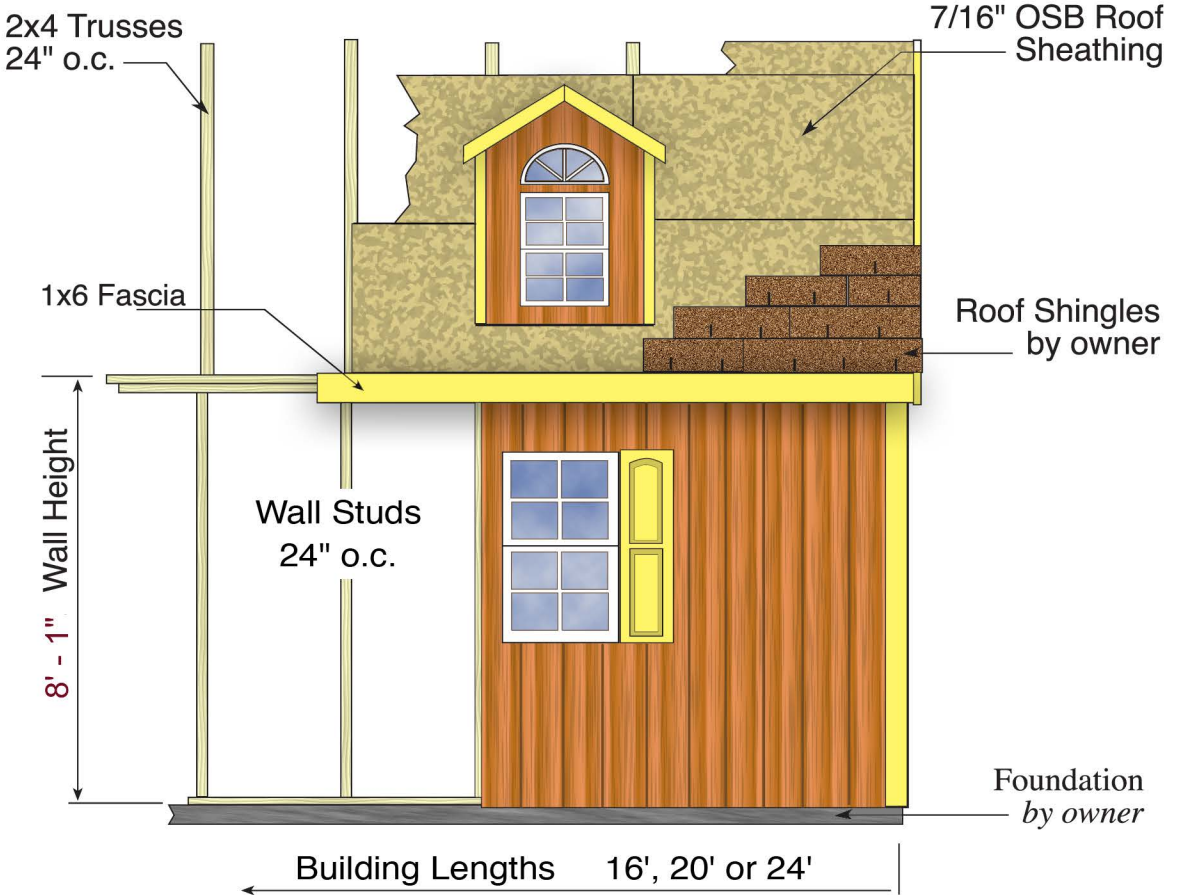 2x4 Trusses
24" o.c.
7/16" OSB Roof
Sheathing
1x6 Fascia
Roof Shingles
by owner
8' - 1" Wall Height
Wall Studs
24" o.c.
Foundation
by owner
Building Lengths 16', 20' or 24'